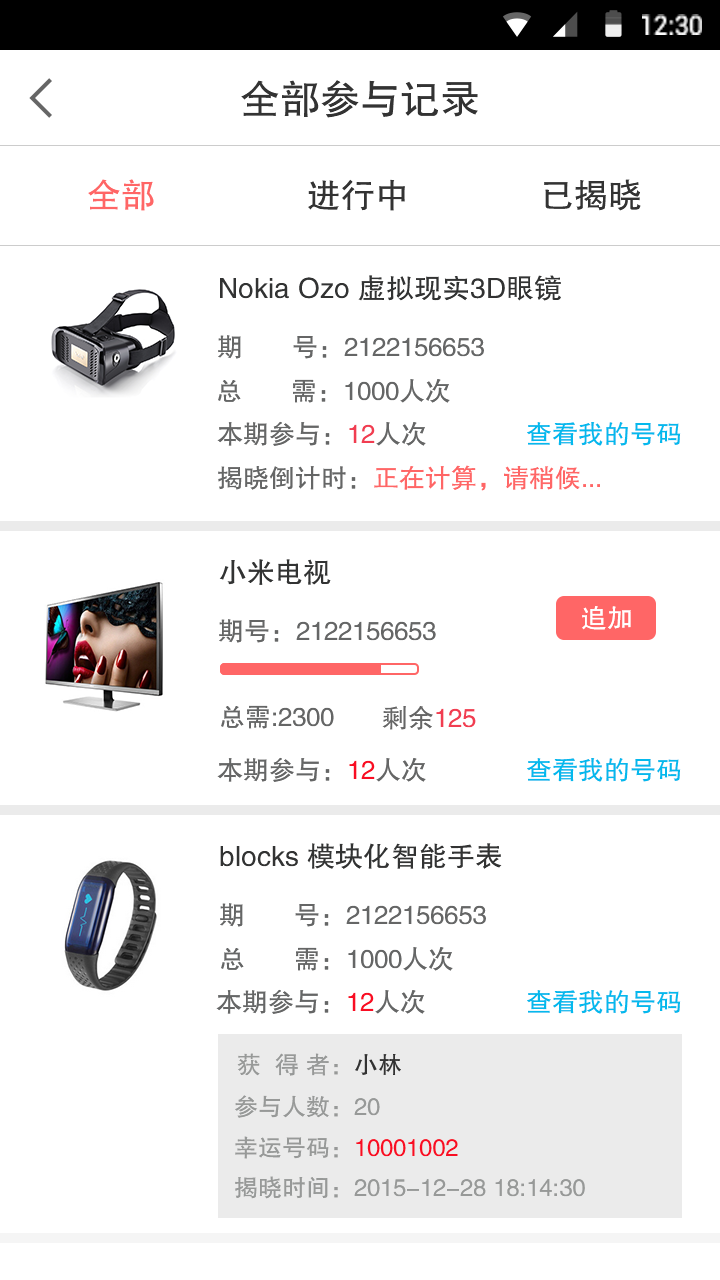 12:30
全部参与记录
全部 进行中 已揭晓
Nokia Ozo 虚拟现实3D眼镜
期 号：2122156653
总 需：1000人次
本期参与：12人次 查看我的号码
揭晓倒计时：正在计算，请稍候...
小米电视
期号：2122156653 追加
总需:2300 剩余125
本期参与：12人次 查看我的号码
blocks 模块化智能手表
期 号：2122156653
总 需：1000人次
本期参与：12人次 查看我的号码
获 得 者：小林
参与人数：20
幸运号码：10001002
揭晓时间：2015-12-28 18:14:30